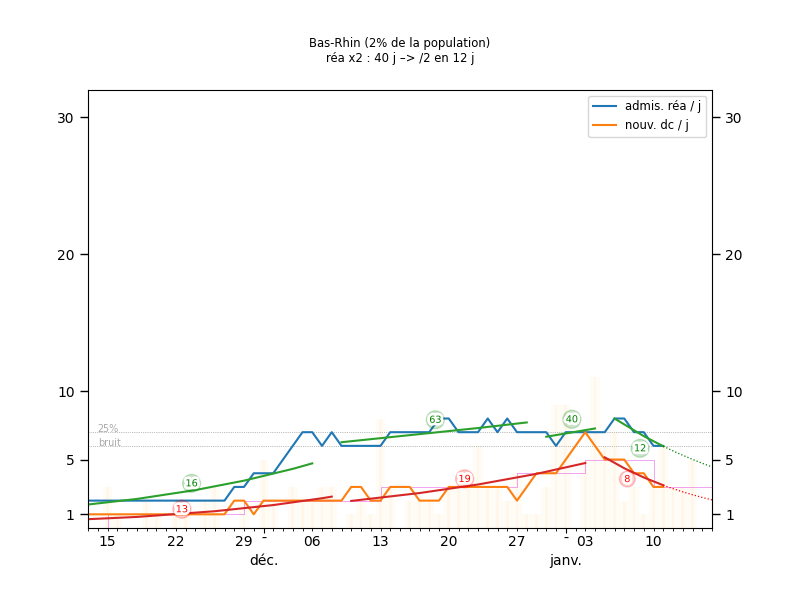 Bas-Rhin (2% de la population)
réa x2 : 40 j –> /2 en 12 j
admis. réa / j
nouv. dc / j
30 30
20 20
10 10
5 5
1 1
25%
bruit
16
13
63
19
40
12
8
15 22 29 - 06 13 20 27 - 03 10
déc. janv.